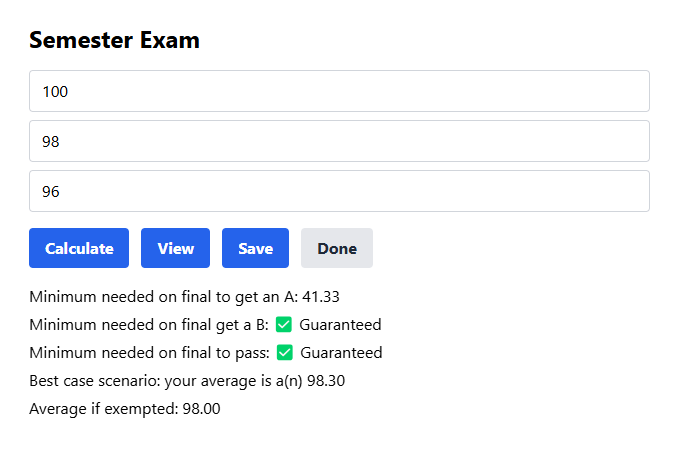 Semester Exam
100
98
96
Calculate View Save Done
Minimum needed on final to get an A: 41.33
Minimum needed on final get a B: ✅ Guaranteed
Minimum needed on final to pass: ✅ Guaranteed
Best case scenario: your average is a(n) 98.30
Average if exempted: 98.00